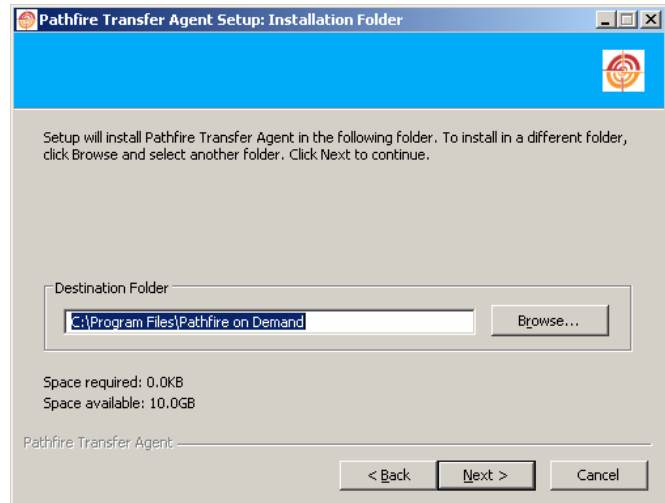 Pathfire Transfer Agent Setup: Installation Folder
Setup will install Pathfire Transfer Agent in the following folder. To install in a different folder,
click Browse and select another folder. Click Next to continue.
Destination Folder
C:\Program Files\Pathfire on Demand
Browse...
Space required: 0.0KB
Space available: 10.0GB
Pathfire Transfer Agent
< Back
Next >
Cancel